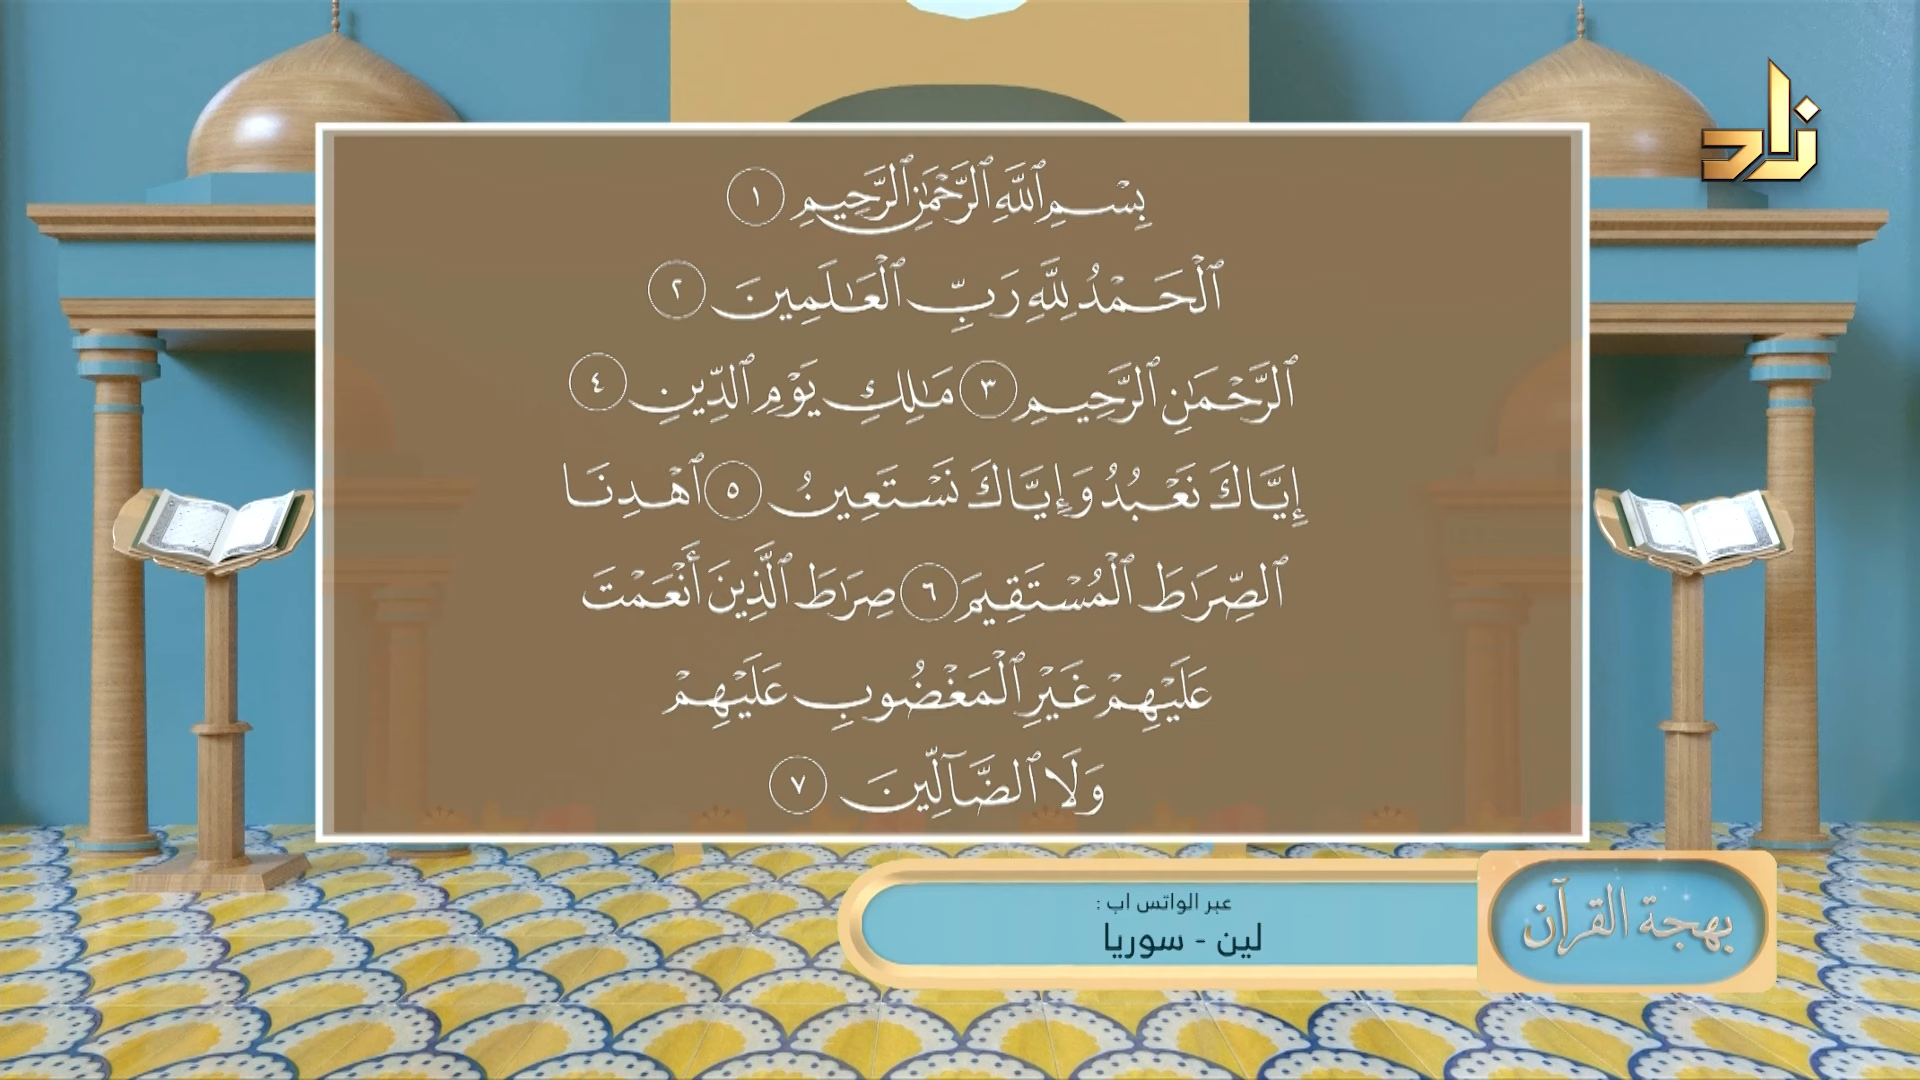 زاد
بِسْمِ ٱللَّهِ ٱلرَّحْمَٰنِ ٱلرَّحِيمِ ١
ٱلْحَمْدُ لِلَّهِ رَبِّ ٱلْعَٰلَمِينَ ٢
ٱلرَّحْمَٰنِ ٱلرَّحِيمِ ٣ مَٰلِكِ يَوْمِ ٱلدِّينِ ٤
إِيَّاكَ نَعْبُدُ وَإِيَّاكَ نَسْتَعِينُ ٥ ٱهْدِنَا
ٱلصِّرَٰطَ ٱلْمُسْتَقِيمَ ٦ صِرَٰطَ ٱلَّذِينَ أَنْعَمْتَ
عَلَيْهِمْ غَيْرِ ٱلْمَغْضُوبِ عَلَيْهِمْ
وَلَا ٱلضَّآلِّينَ ٧
عبر الواتس اب :
لين - سوريا
بهجة القرآن